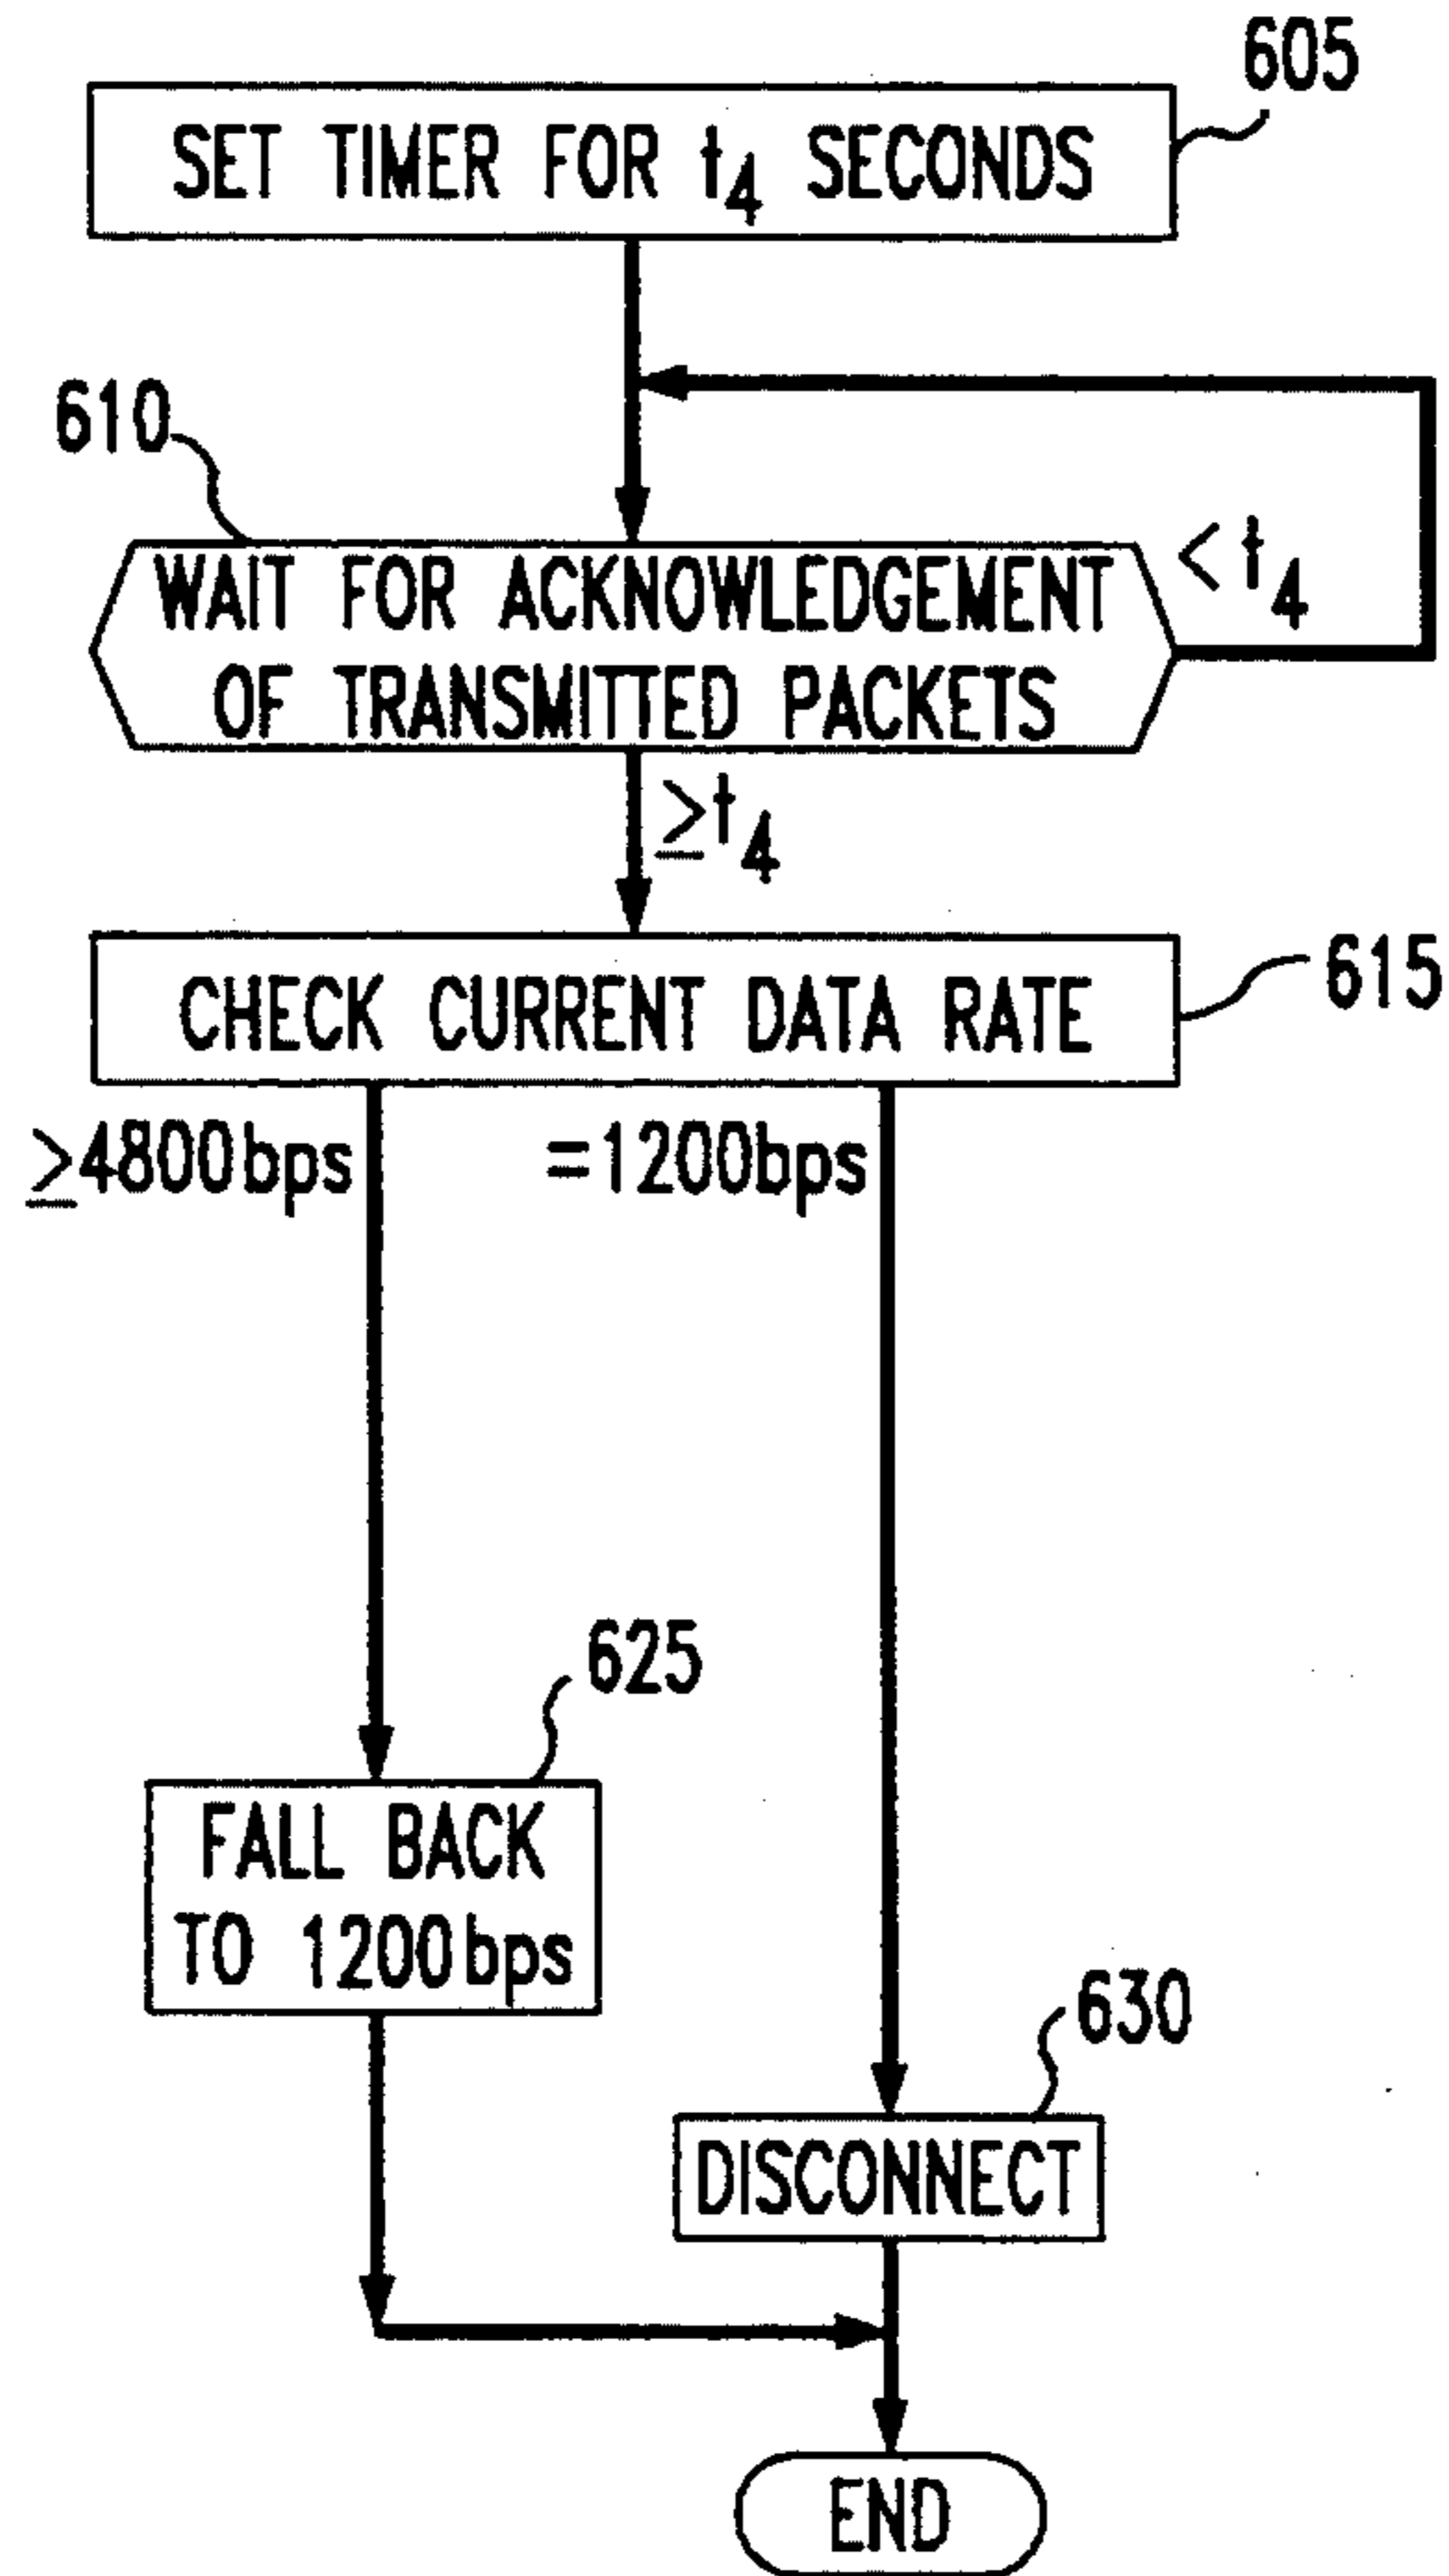 605
SET TIMER FOR t4 SECONDS
610
WAIT FOR ACKNOWLEDGEMENT
OF TRANSMITTED PACKETS
< t4
≥t4
CHECK CURRENT DATA RATE
615
≥4800bps
=1200bps
625
FALL BACK
TO 1200bps
630
DISCONNECT
END